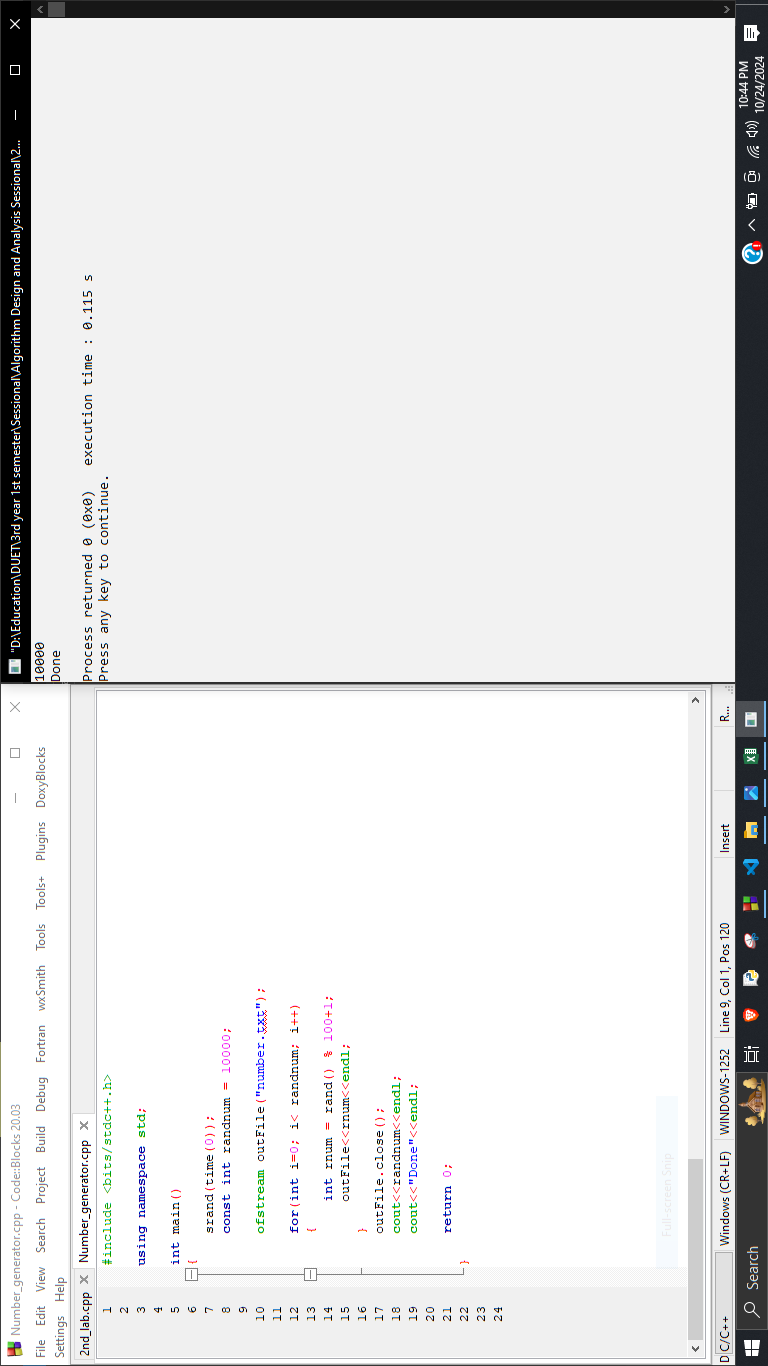 Number_generator.cpp - Code::Blocks 20.03
File Edit View Search Project Build Debug Fortran wxSmith Tools Tools+ Plugins DoxyBlocks
Settings Help
2nd_lab.cpp Number_generator.cpp
1 #include <bits/stdc++.h>
2
3 using namespace std;
4
5 int main()
6 {
7 srand(time(0));
8 const int randnum = 10000;
9
10 ofstream outFile("number.txt");
11
12 for(int i=0; i< randnum; i++)
13 {
14 int rnum = rand() % 100+1;
15 outFile<<rnum<<endl;
16 }
17 outFile.close();
18 cout<<randnum<<endl;
19 cout<<"Done"<<endl;
20
21 return 0;
22 }
23
24
Full-screen Snip
D C/C++ Windows (CR+LF) WINDOWS-1252 Line 9, Col 1, Pos 120 Insert R...
"D:\Education\DUET\3rd year 1st semester\Sessional\Algorithm Design and Analysis Sessional\2...
10000
Done
Process returned 0 (0x0) execution time : 0.115 s
Press any key to continue.
Search
10:44 PM
10/24/2024